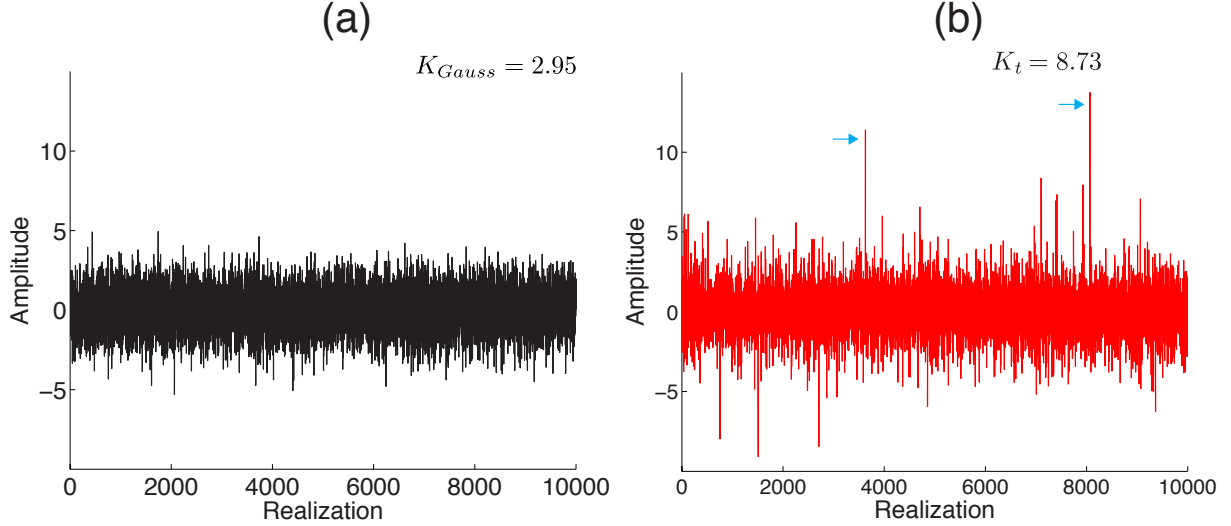 (a)
K_{Gauss} = 2.95
10
5
0
−5
Amplitude
0 2000 4000 6000 8000 10000
Realization
(b)
K_t = 8.73
10
5
0
−5
Amplitude
0 2000 4000 6000 8000 10000
Realization